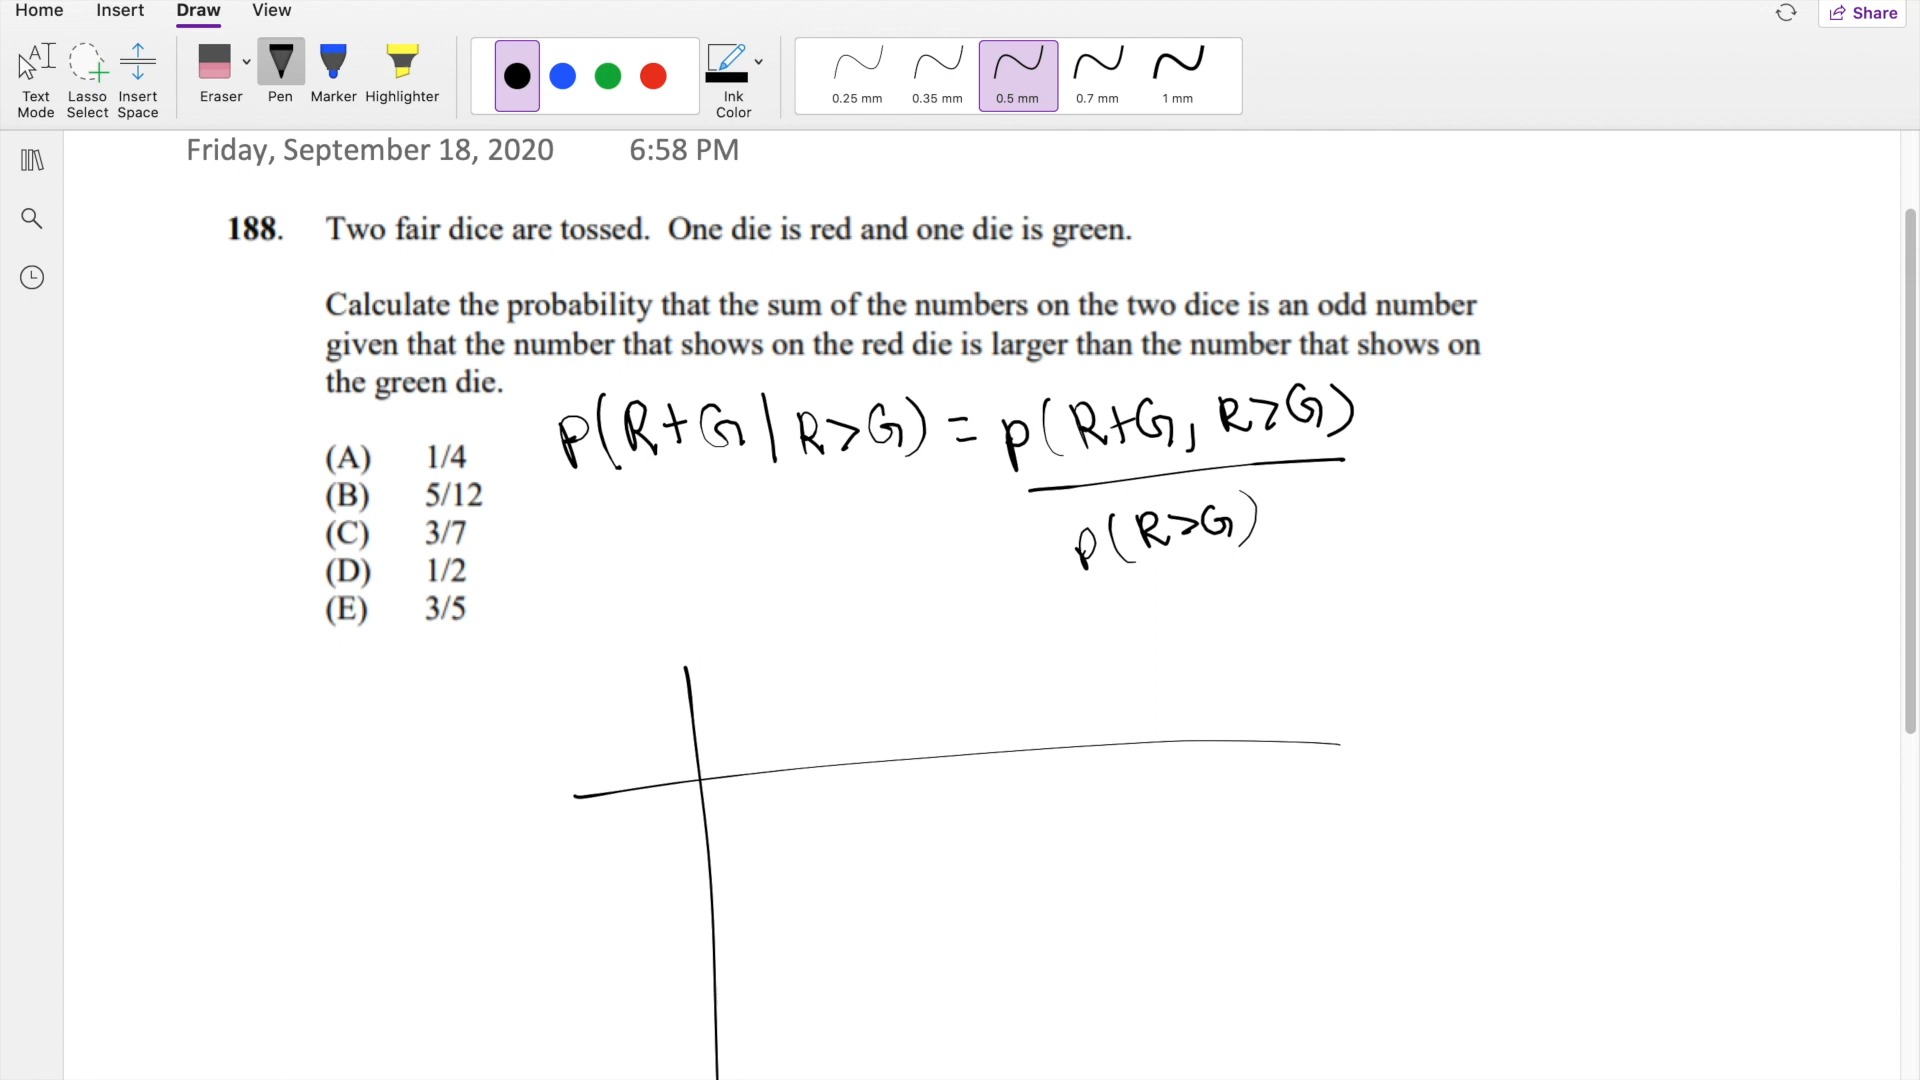 Home Insert Draw View
Share
Text Mode
Lasso Select
Insert Space
Eraser
Pen
Marker
Highlighter
Ink Color
0.25 mm
0.35 mm
0.5 mm
0.7 mm
1 mm
Friday, September 18, 2020 6:58 PM
188. Two fair dice are tossed. One die is red and one die is green.
Calculate the probability that the sum of the numbers on the two dice is an odd number
given that the number that shows on the red die is larger than the number that shows on
the green die.
P(R+G | R>G) = P(R+G, R>G)
P(R>G)
(A) 1/4
(B) 5/12
(C) 3/7
(D) 1/2
(E) 3/5